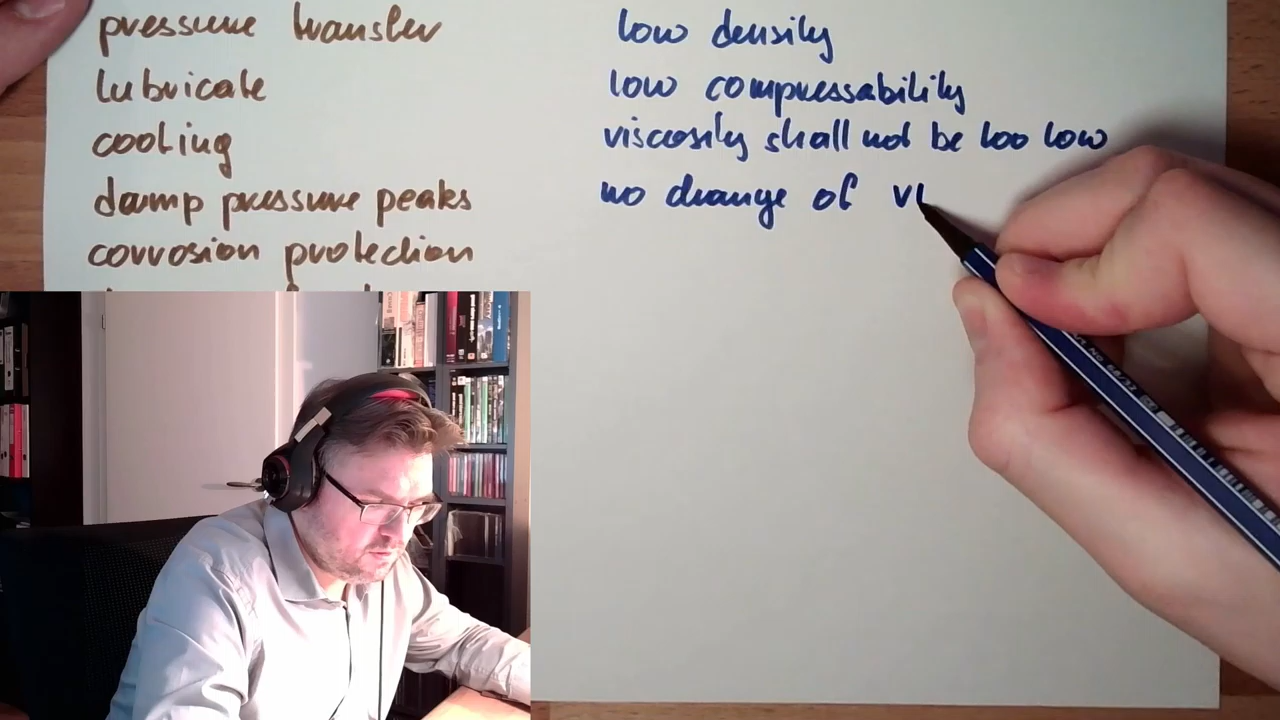 pressure transfer
lubricate
cooling
damp pressure peaks
corrosion protection
low density
low compressability
viscosity shall not be too low
no change of vi